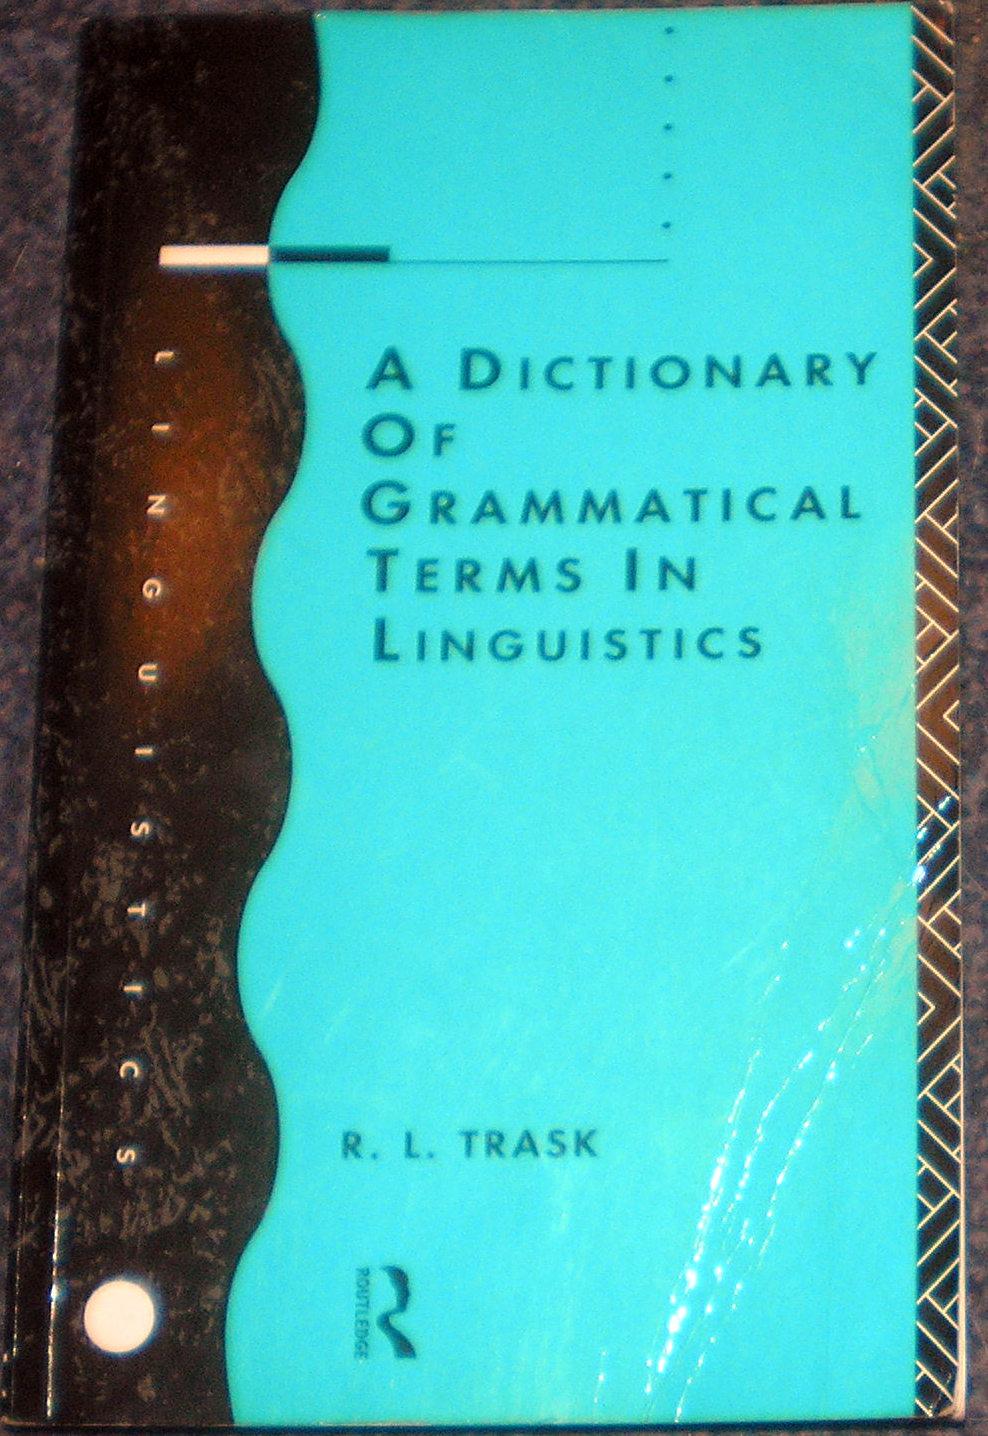 A DICTIONARY
OF
GRAMMATICAL
TERMS IN
LINGUISTICS
R. L. TRASK
ROUTLEDGE
LINGUISTICS